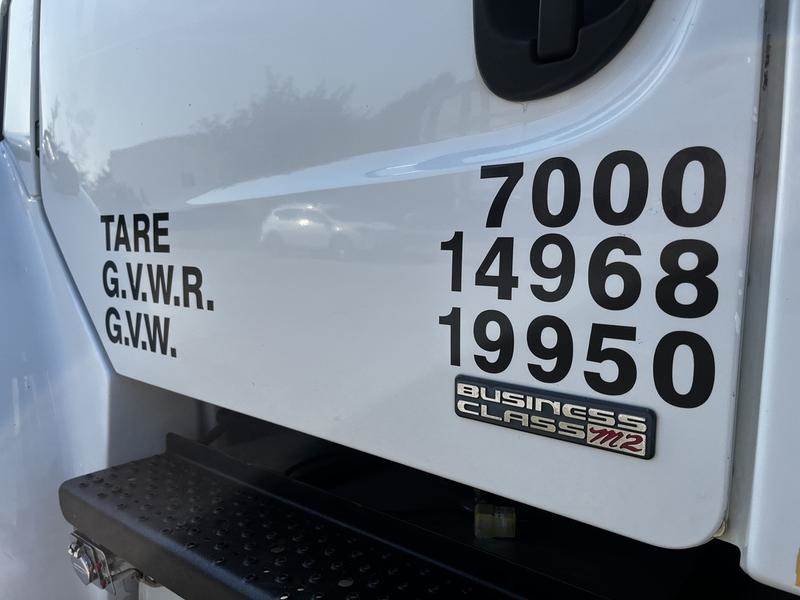 TARE 7000
G.V.W.R. 14968
G.V.W. 19950
BUSINESS
CLASS M2